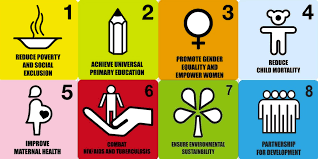 1
REDUCE POVERTY
AND SOCIAL
EXCLUSION
2
ACHIEVE UNIVERSAL
PRIMARY EDUCATION
3
PROMOTE GENDER
EQUALITY AND
EMPOWER WOMEN
4
REDUCE
CHILD MORTALITY
5
IMPROVE
MATERNAL HEALTH
6
COMBAT
HIV/AIDS AND TUBERCULOSIS
7
ENSURE ENVIRONMENTAL
SUSTAINABILITY
8
PARTNERSHIP
FOR DEVELOPMENT